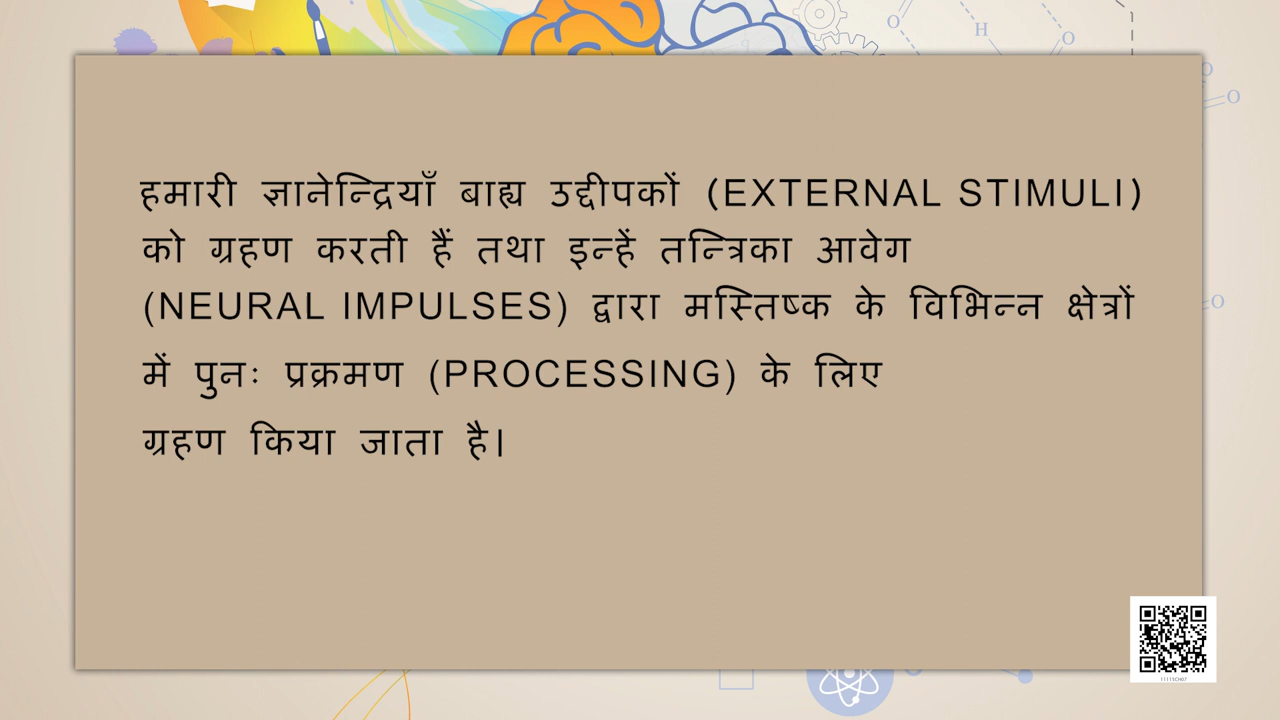 हमारी ज्ञानेन्द्रियाँ बाह्य उद्दीपकों (EXTERNAL STIMULI)
को ग्रहण करती हैं तथा इन्हें तन्त्रिका आवेग
(NEURAL IMPULSES) द्वारा मस्तिष्क के विभिन्न क्षेत्रों
में पुनः प्रक्रमण (PROCESSING) के लिए
ग्रहण किया जाता है।
O
H
O
O
O
O